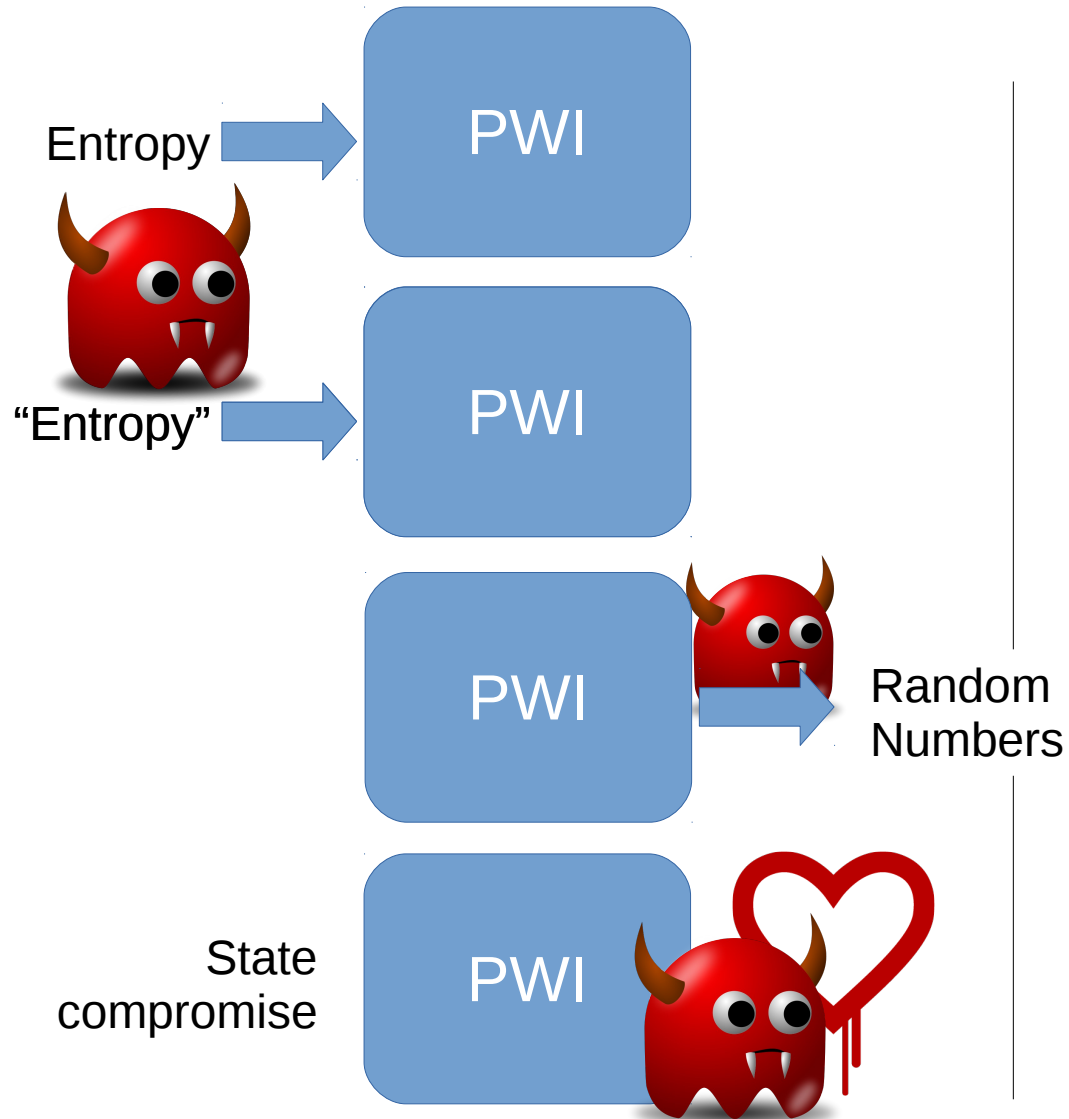 PWI
Entropy
PWI
“Entropy”
PWI
Random
Numbers
PWI
State
compromise